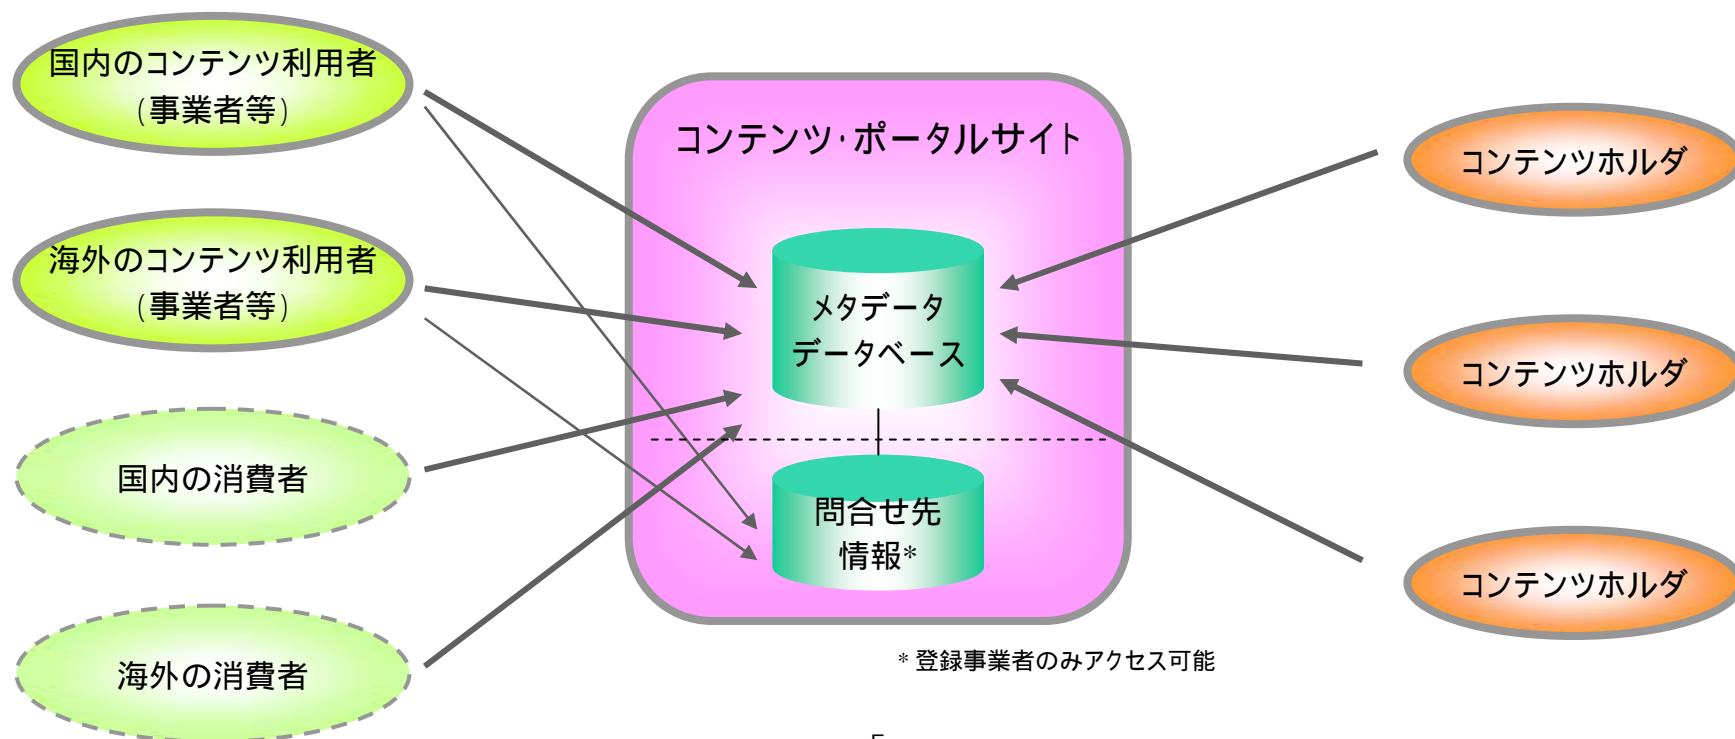 国内のコンテンツ利用者
(事業者等)
海外のコンテンツ利用者
(事業者等)
国内の消費者
海外の消費者
コンテンツ・ポータルサイト
メタデータ
データベース
問合せ先
情報*
* 登録事業者のみアクセス可能
コンテンツホルダ
コンテンツホルダ
コンテンツホルダ